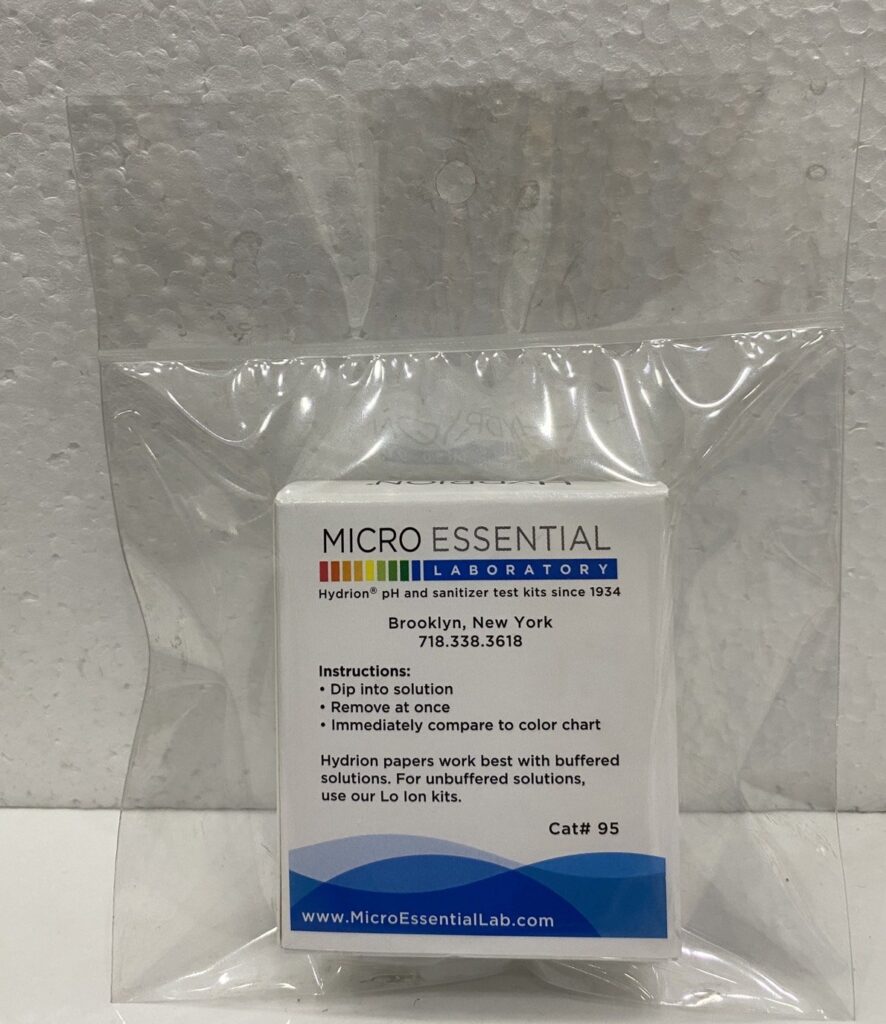 HYDRION
MICRO ESSENTIAL
LABORATORY
Hydrion® pH and sanitizer test kits since 1934
Brooklyn, New York
718.338.3618
Instructions:
• Dip into solution
• Remove at once
• Immediately compare to color chart
Hydrion papers work best with buffered
solutions. For unbuffered solutions,
use our Lo Ion kits.
Cat# 95
www.MicroEssentialLab.com